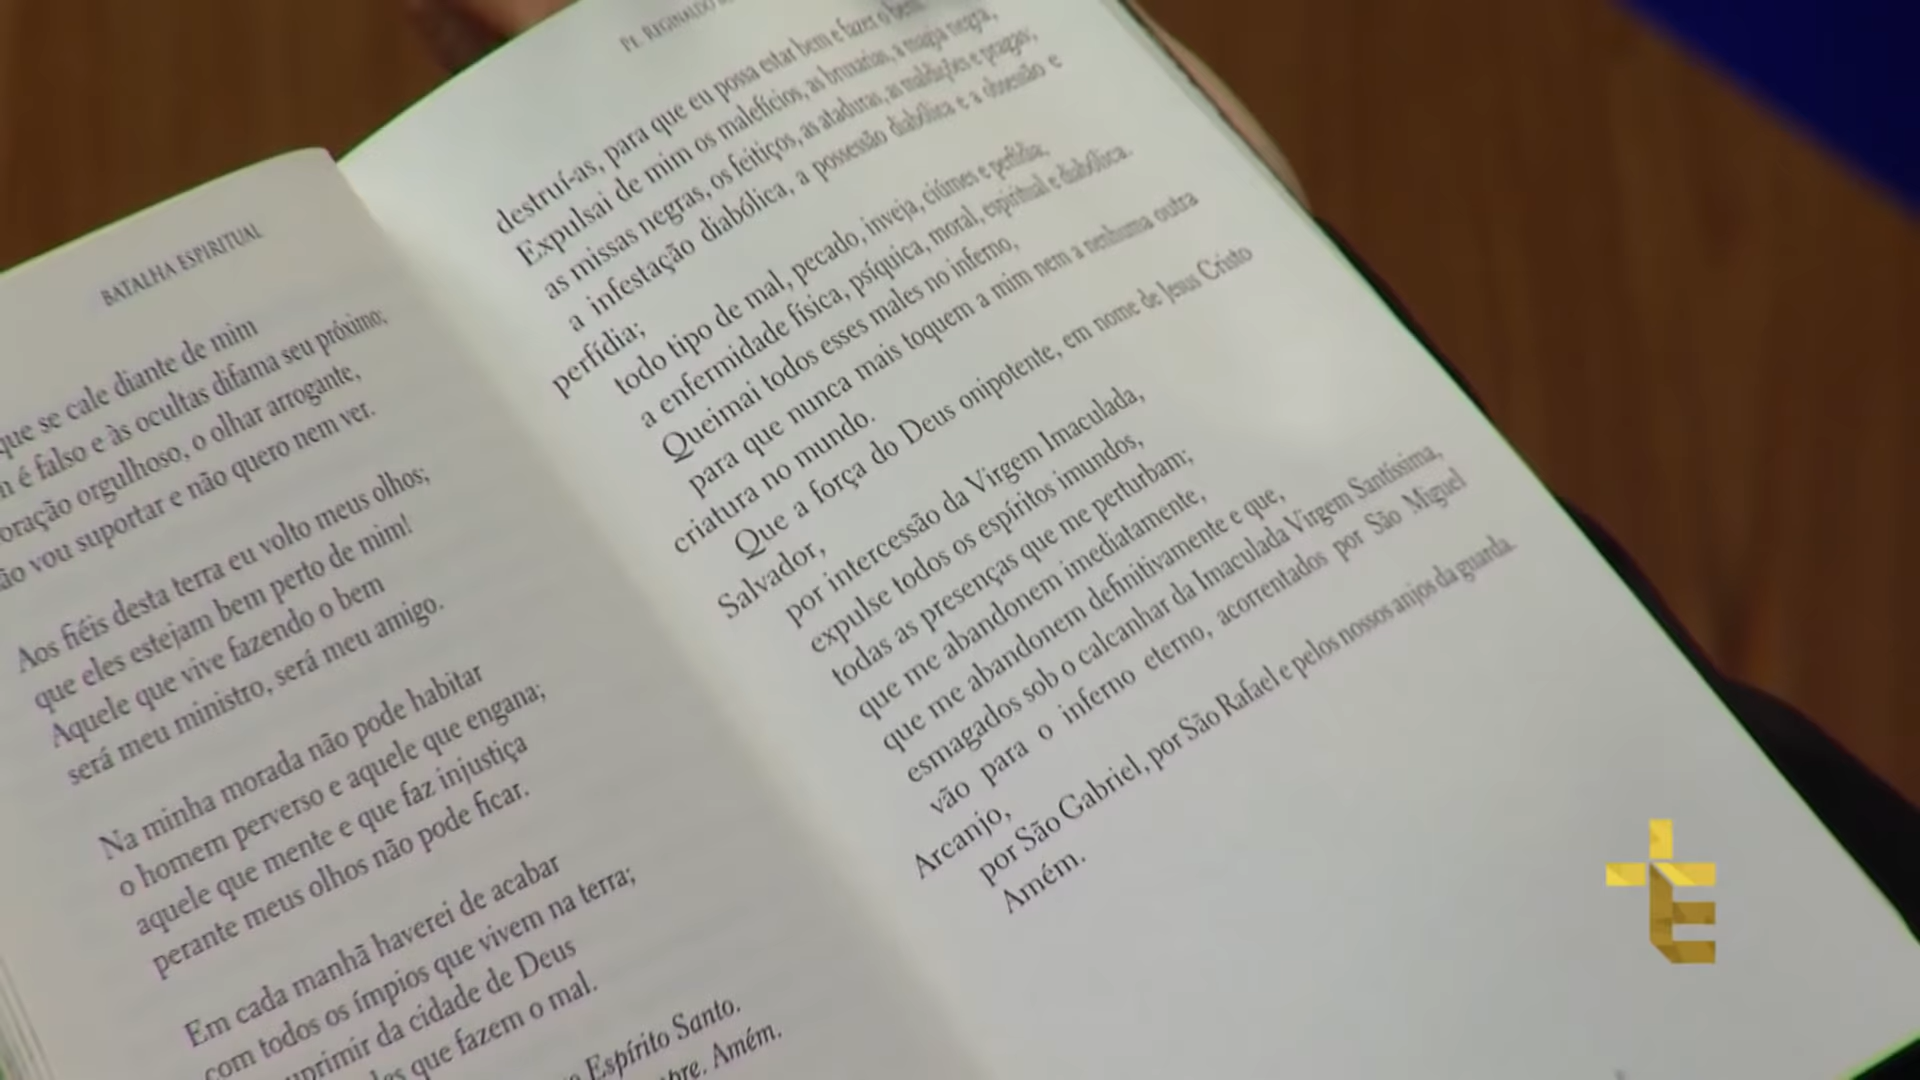 BATALHA ESPIRITUAL
que se cale diante de mim
é falso e às ocultas difama seu próximo;
oração orgulhoso, o olhar arrogante,
ão vou suportar e não quero nem ver.
Aos fiéis desta terra eu volto meus olhos;
que eles estejam bem perto de mim!
Aquele que vive fazendo o bem
será meu ministro, será meu amigo.
Na minha morada não pode habitar
o homem perverso e aquele que engana;
aquele que mente e que faz injustiça
perante meus olhos não pode ficar.
Em cada manhã haverei de acabar
com todos os ímpios que vivem na terra;
uprimir da cidade de Deus
que fazem o mal.
Espírito Santo.
Amém.
PE. REGINALDO
destruí-as, para que eu possa estar bem e fazer o bem.
Expulsai de mim os malefícios, as bruxarias, a magia negra,
as missas negras, os feitiços, as ataduras, as maldições e pragas;
a infestação diabólica, a possessão diabólica e a obsessão e
perfídia;
todo tipo de mal, pecado, inveja, ciúmes e perfídia;
a enfermidade física, psíquica, moral, espiritual e diabólica.
Queimai todos esses males no inferno,
para que nunca mais toquem a mim nem a nenhuma outra
criatura no mundo.
Que a força do Deus onipotente, em nome de Jesus Cristo
Salvador,
por intercessão da Virgem Imaculada,
expulse todos os espíritos imundos,
todas as presenças que me perturbam;
que me abandonem imediatamente,
que me abandonem definitivamente e que,
esmagados sob o calcanhar da Imaculada Virgem Santíssima,
vão para o inferno eterno, acorrentados por São Miguel
Arcanjo,
por São Gabriel, por São Rafael e pelos nossos anjos da guarda.
Amém.